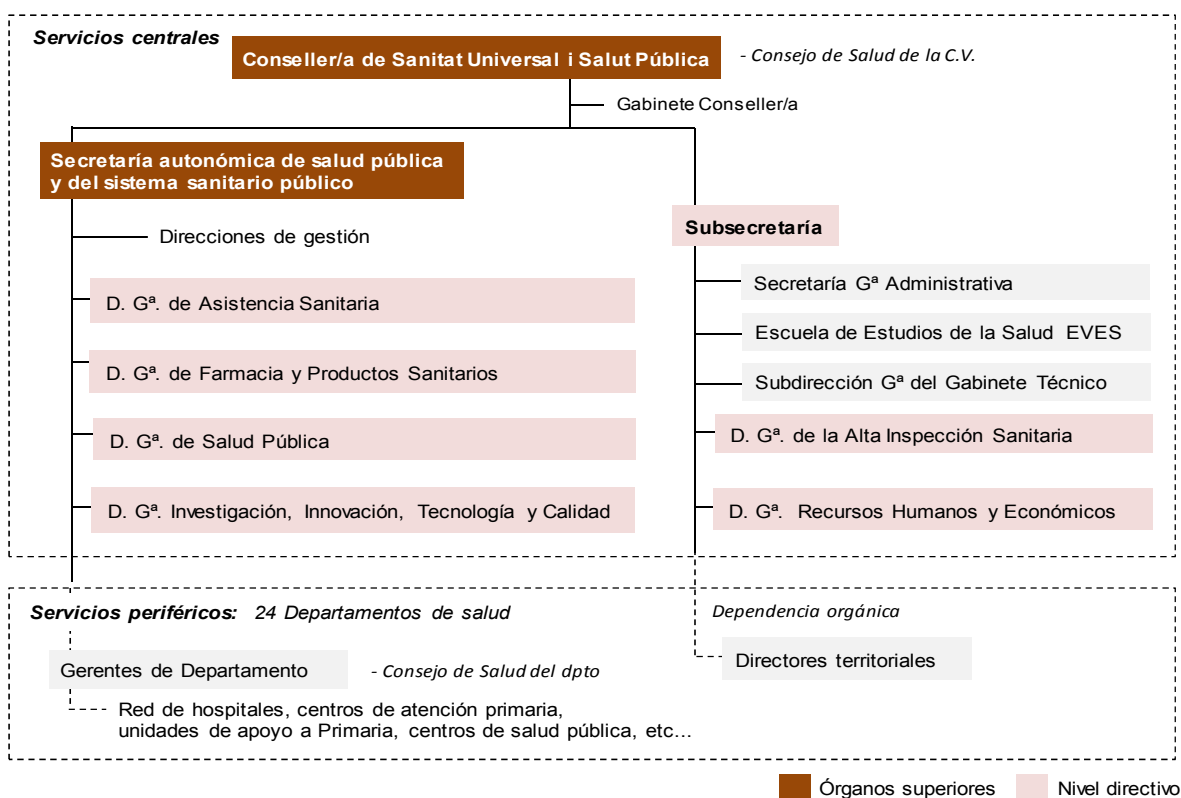 Servicios centrales
Conseller/a de Sanitat Universal i Salut Pública
- Consejo de Salud de la C.V.
Gabinete Conseller/a
Secretaría autonómica de salud pública
y del sistema sanitario público
Direcciones de gestión
D. Gª. de Asistencia Sanitaria
D. Gª. de Farmacia y Productos Sanitarios
D. Gª. de Salud Pública
D. Gª. Investigación, Innovación, Tecnología y Calidad
Subsecretaría
Secretaría Gª Administrativa
Escuela de Estudios de la Salud EVES
Subdirección Gª del Gabinete Técnico
D. Gª. de la Alta Inspección Sanitaria
D. Gª. Recursos Humanos y Económicos
Servicios periféricos: 24 Departamentos de salud
Gerentes de Departamento
- Consejo de Salud del dpto
Red de hospitales, centros de atención primaria,
unidades de apoyo a Primaria, centros de salud pública, etc...
Dependencia orgánica
Directores territoriales
Órganos superiores
Nivel directivo